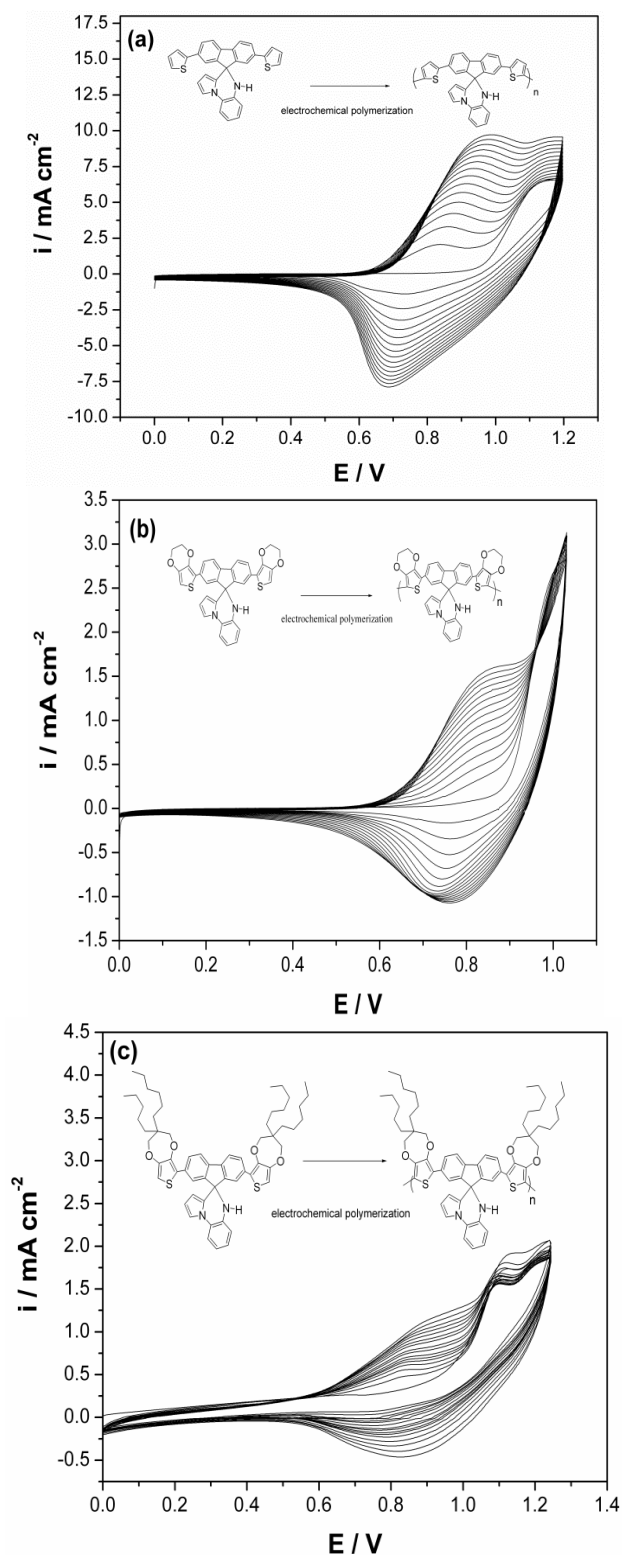 (a)
17.5
15.0
12.5
10.0
7.5
5.0
2.5
0.0
-2.5
-5.0
-7.5
-10.0
i / mA cm-2
S
S
N
N-H
electrochemical polymerization
S
S
n
N
N-H
0.0 0.2 0.4 0.6 0.8 1.0 1.2
E / V
(b)
3.5
3.0
2.5
2.0
1.5
1.0
0.5
0.0
-0.5
-1.0
-1.5
i / mA cm-2
O O
O O
S S
N
N-H
electrochemical polymerization
O O
O O
S S
n
N
N-H
0.0 0.2 0.4 0.6 0.8 1.0
E / V
(c)
4.5
4.0
3.5
3.0
2.5
2.0
1.5
1.0
0.5
0.0
-0.5
i / mA cm-2
O O
O O
S S
N
N-H
electrochemical polymerization
O O
O O
S S
n
N
N-H
0.0 0.2 0.4 0.6 0.8 1.0 1.2 1.4
E / V